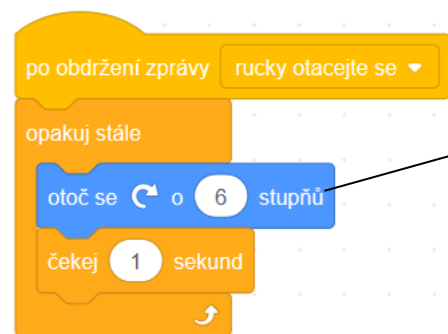 po obdržení zprávy rucky otacejte se
opakuj stále
otoč se o 6 stupňů
čekej 1 sekund